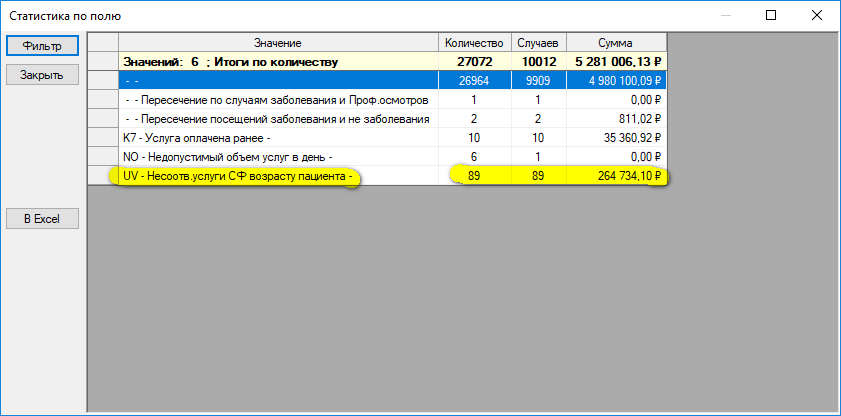 Статистика по полю
Фильтр
Закрыть
В Excel
Значение Количество Случаев Сумма
Значений: 6 ; Итоги по количеству 27072 10012 5 281 006,13 ₽
- - 26964 9909 4 980 100,09 ₽
- - Пересечение по случаям заболевания и Проф.осмотров 1 1 0,00 ₽
- - Пересечение посещений заболевания и не заболевания 2 2 811,02 ₽
K7 - Услуга оплачена ранее - 10 10 35 360,92 ₽
NO - Недопустимый объем услуг в день - 6 1 0,00 ₽
UV - Несоотв.услуги СФ возрасту пациента - 89 89 264 734,10 ₽